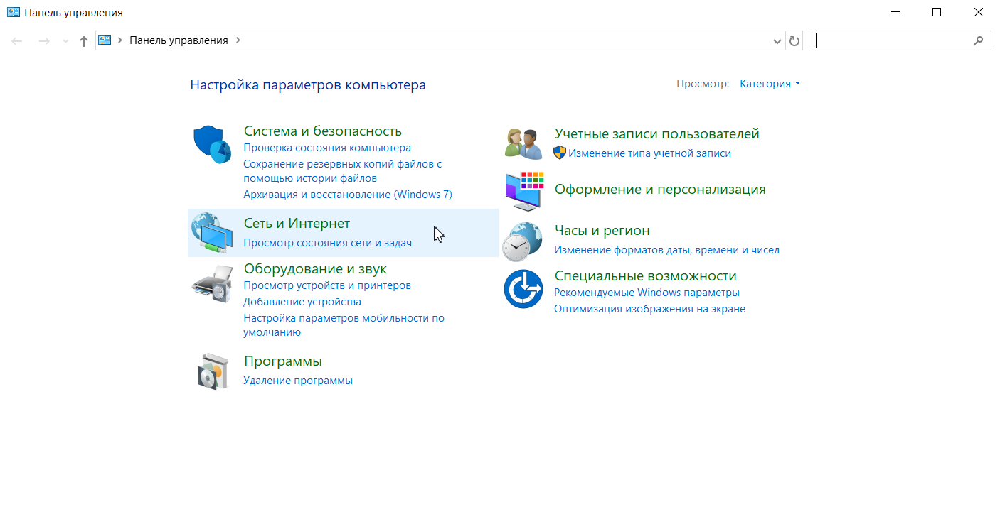 Панель управления
Панель управления
Настройка параметров компьютера
Просмотр: Категория
Система и безопасность
Проверка состояния компьютера
Сохранение резервных копий файлов с
помощью истории файлов
Архивация и восстановление (Windows 7)
Сеть и Интернет
Просмотр состояния сети и задач
Оборудование и звук
Просмотр устройств и принтеров
Добавление устройства
Настройка параметров мобильности по
умолчанию
Программы
Удаление программы
Учетные записи пользователей
Изменение типа учетной записи
Оформление и персонализация
Часы и регион
Изменение форматов даты, времени и чисел
Специальные возможности
Рекомендуемые Windows параметры
Оптимизация изображения на экране